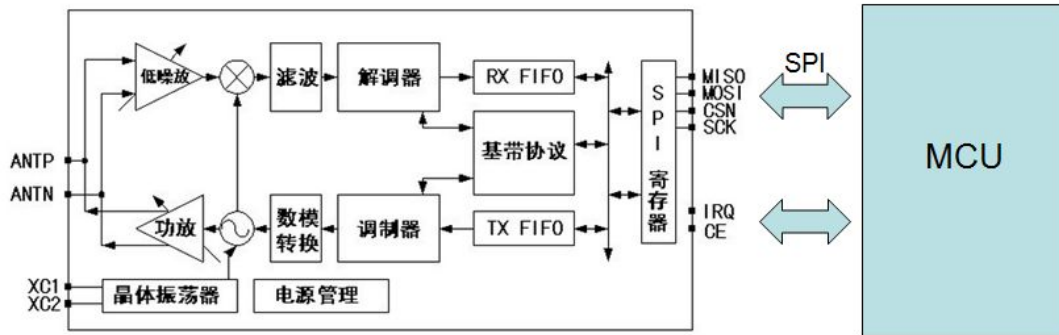 低噪放
滤波
解调器
RX FIFO
SPI
寄存器
MISO
MOSI
CSN
SCK
SPI
MCU
基带协议
ANTP
ANTN
功放
数模
转换
调制器
TX FIFO
IRQ
CE
XC1
XC2
晶体振荡器
电源管理